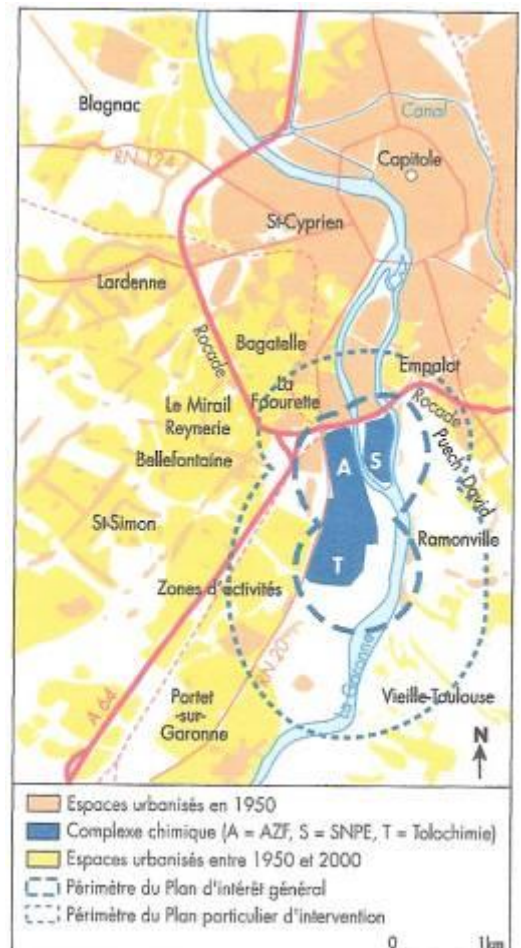 Blagnac
Canal
RN 124
Capitole
St-Cyprien
Lardenne
Rocade
Bagatelle
Empalot
La
Faourette
Rocade
Le Mirail
Reynerie
Puech David
Bellefontaine
A
S
St-Simon
Ramonville
T
Zones d'activités
La Garonne
RN 20
A 64
Portet
-sur-
Garonne
Vieille-Toulouse
N
Espaces urbanisés en 1950
Complexe chimique (A = AZF, S = SNPE, T = Tolochimie)
Espaces urbanisés entre 1950 et 2000
Périmètre du Plan d'intérêt général
Périmètre du Plan particulier d'intervention
0 1km